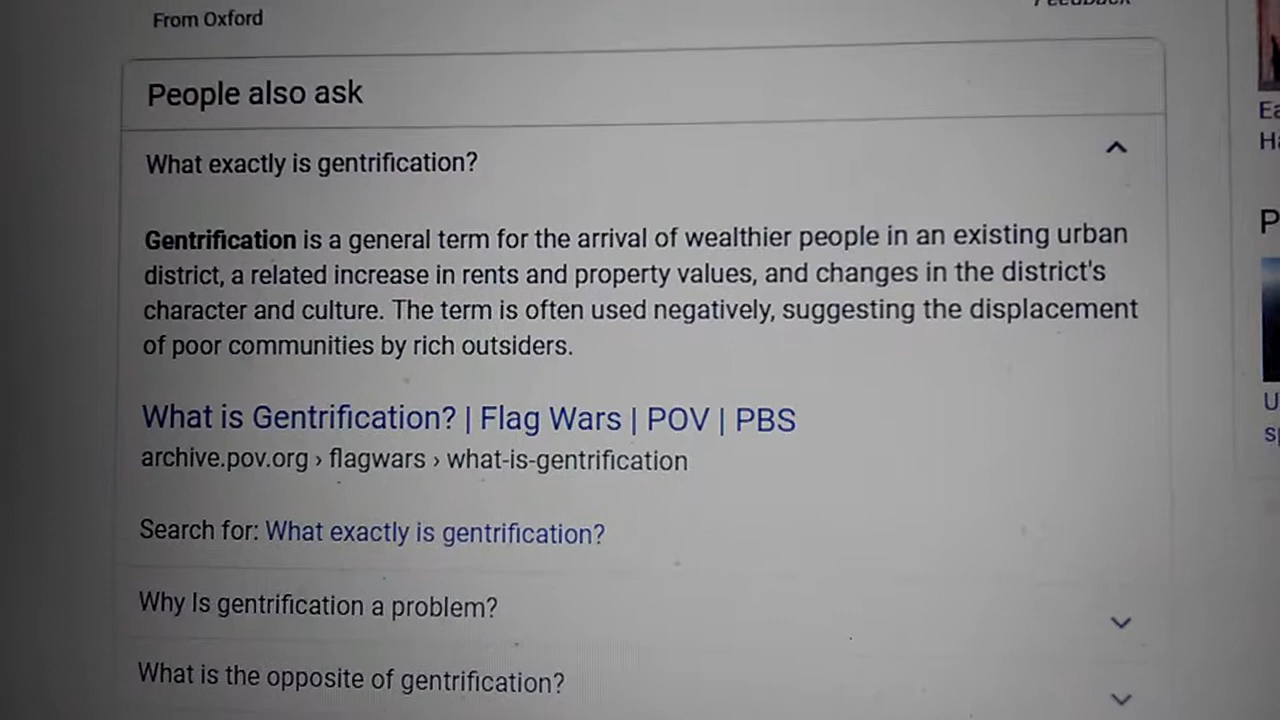 From Oxford
People also ask
What exactly is gentrification?
Gentrification is a general term for the arrival of wealthier people in an existing urban
district, a related increase in rents and property values, and changes in the district's
character and culture. The term is often used negatively, suggesting the displacement
of poor communities by rich outsiders.
What is Gentrification? | Flag Wars | POV | PBS
archive.pov.org › flagwars › what-is-gentrification
Search for: What exactly is gentrification?
Why Is gentrification a problem?
What is the opposite of gentrification?